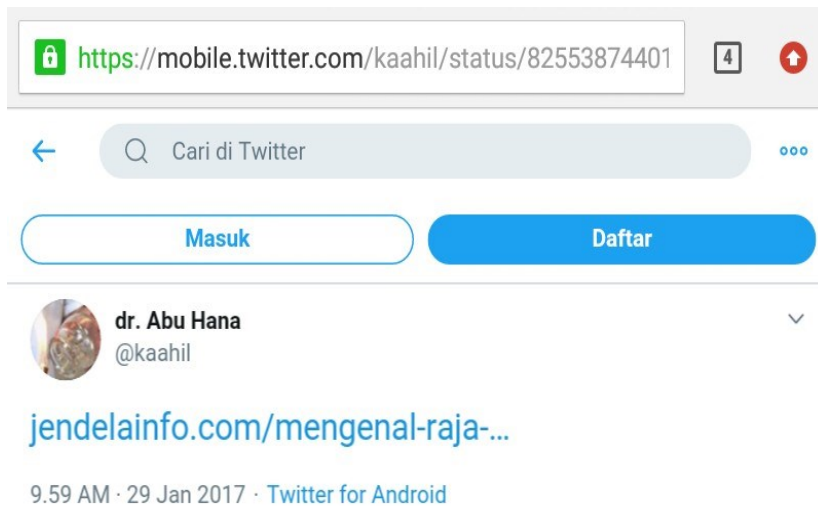 https://mobile.twitter.com/kaahil/status/82553874401
4
Cari di Twitter
Masuk
Daftar
dr. Abu Hana
@kaahil
jendelainfo.com/mengenal-raja-...
9.59 AM · 29 Jan 2017 · Twitter for Android